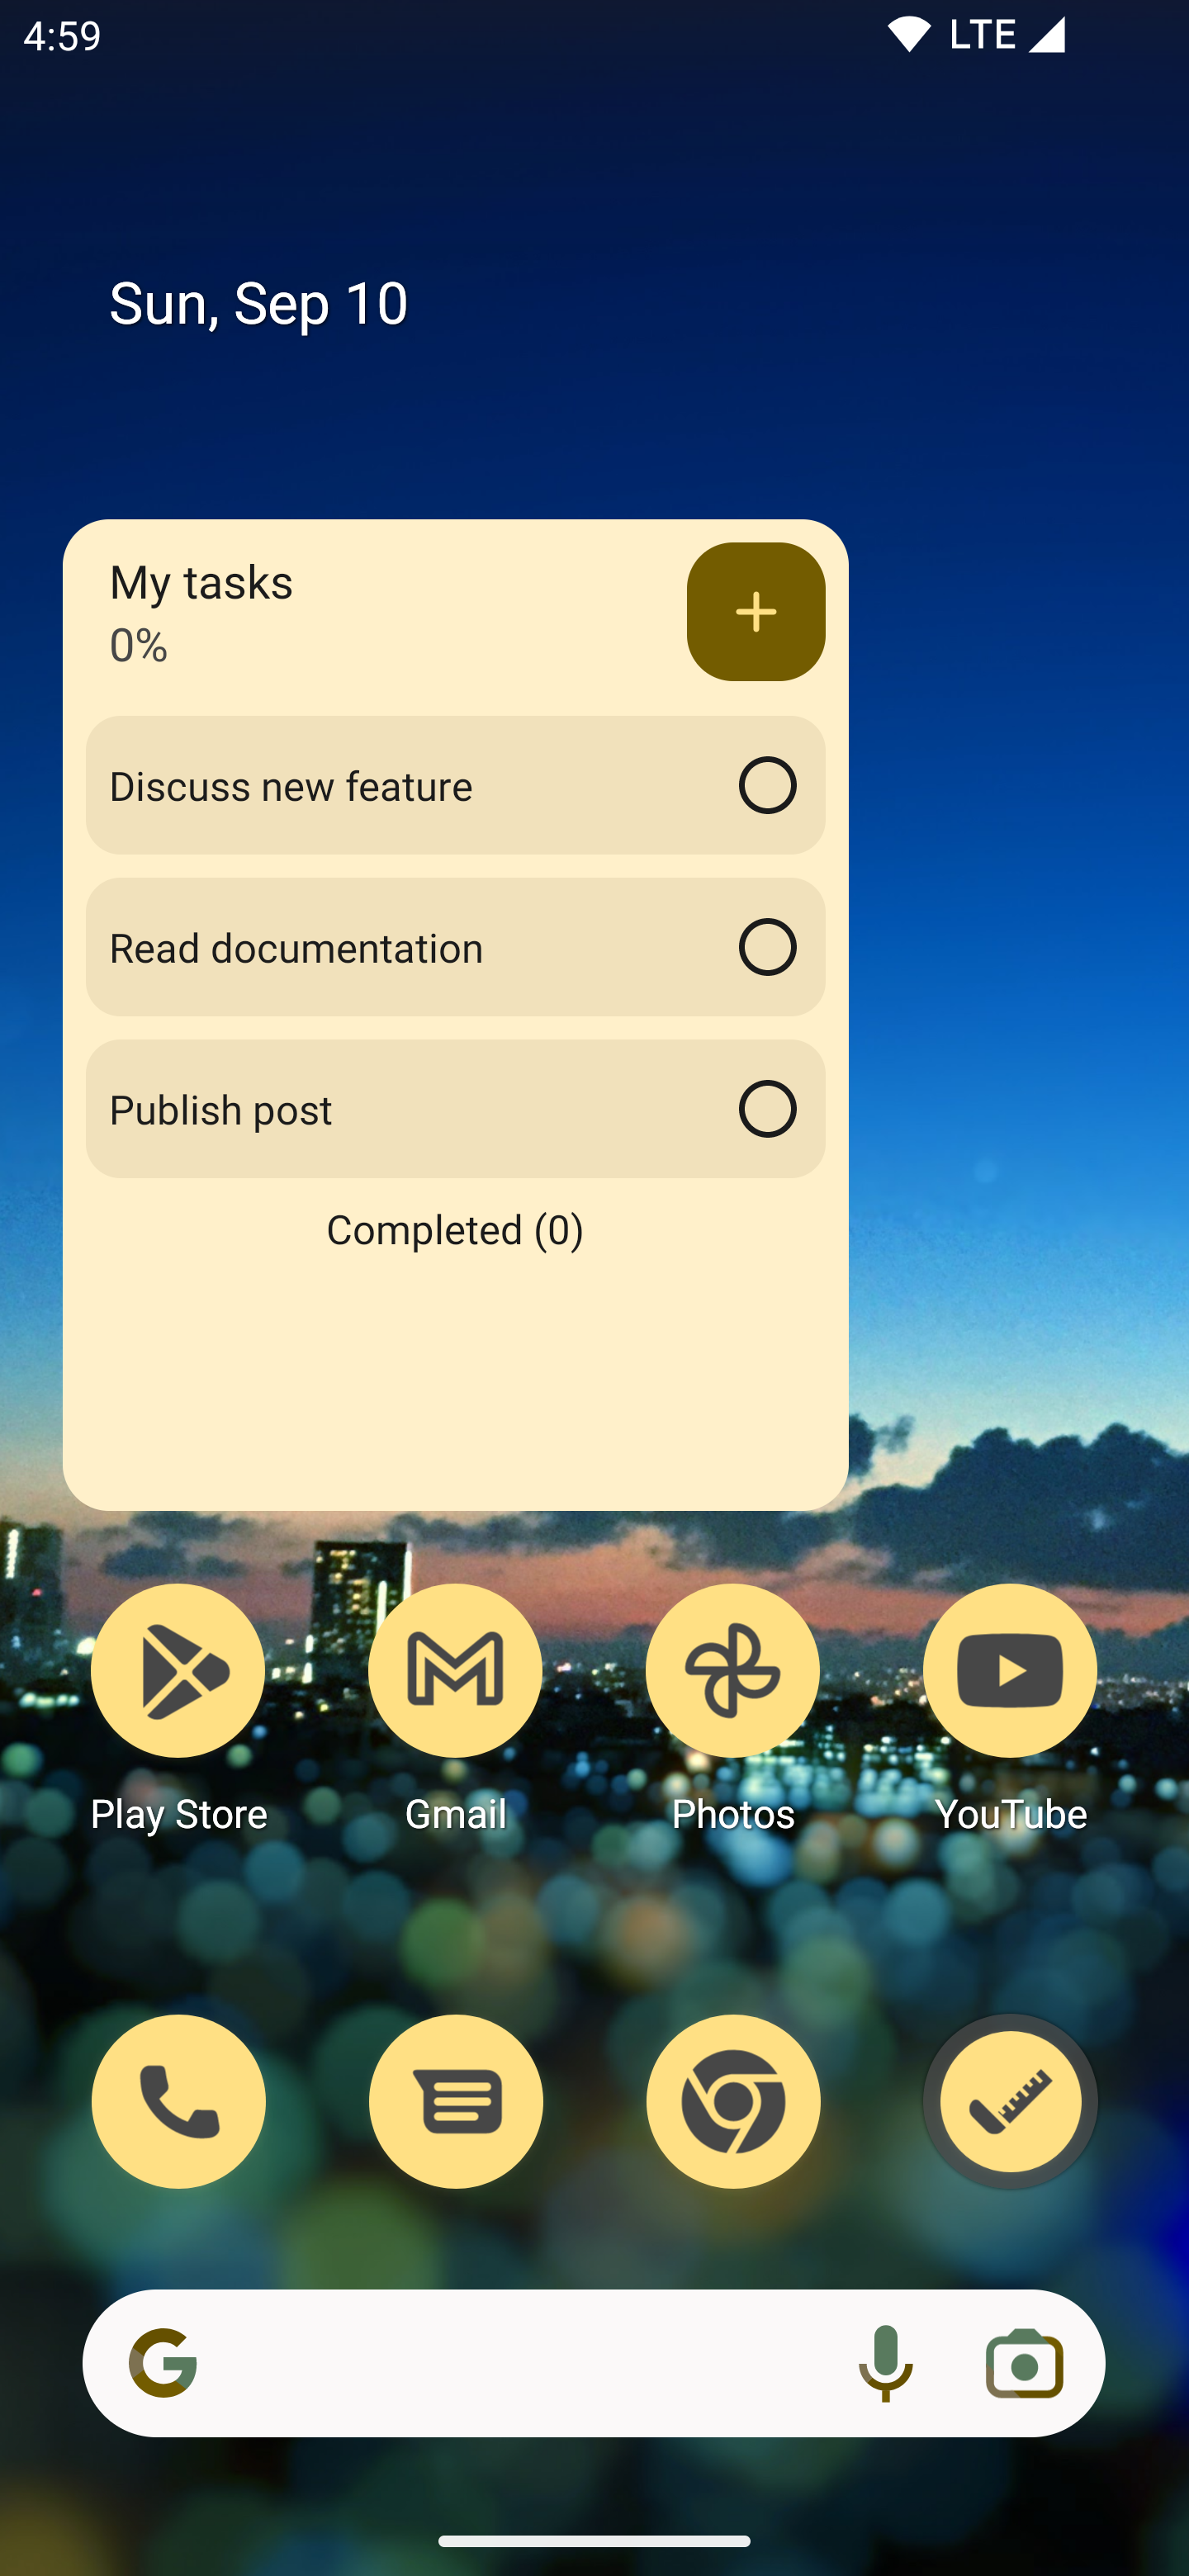 4:59 LTE
Sun, Sep 10
My tasks
0%
Discuss new feature
Read documentation
Publish post
Completed (0)
Play Store Gmail Photos YouTube